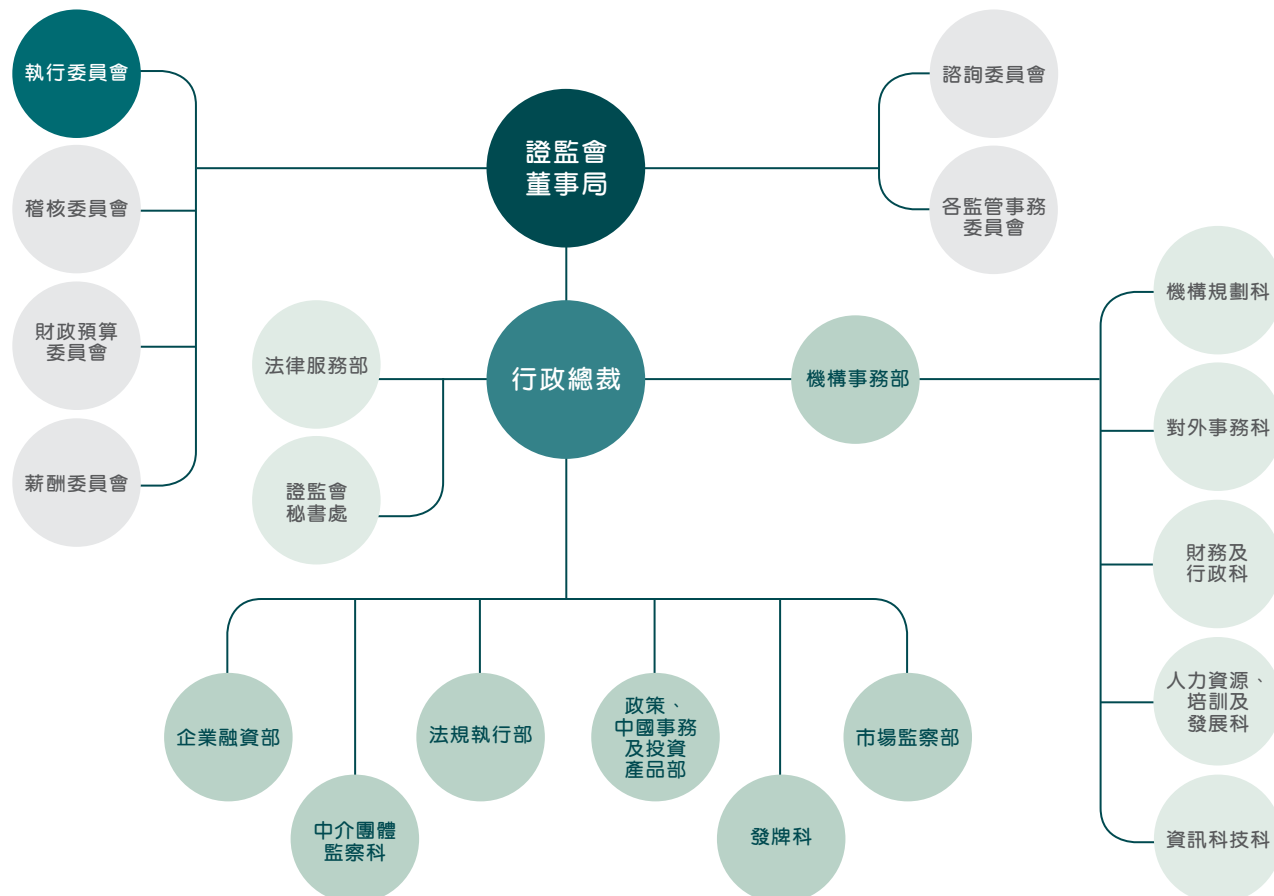 執行委員會
稽核委員會
財政預算
委員會
薪酬委員會
證監會
董事局
諮詢委員會
各監管事務
委員會
行政總裁
法律服務部
證監會
秘書處
機構事務部
機構規劃科
對外事務科
財務及
行政科
人力資源、
培訓及
發展科
資訊科技科
企業融資部
中介團體
監察科
法規執行部
政策、
中國事務
及投資
產品部
發牌科
市場監察部